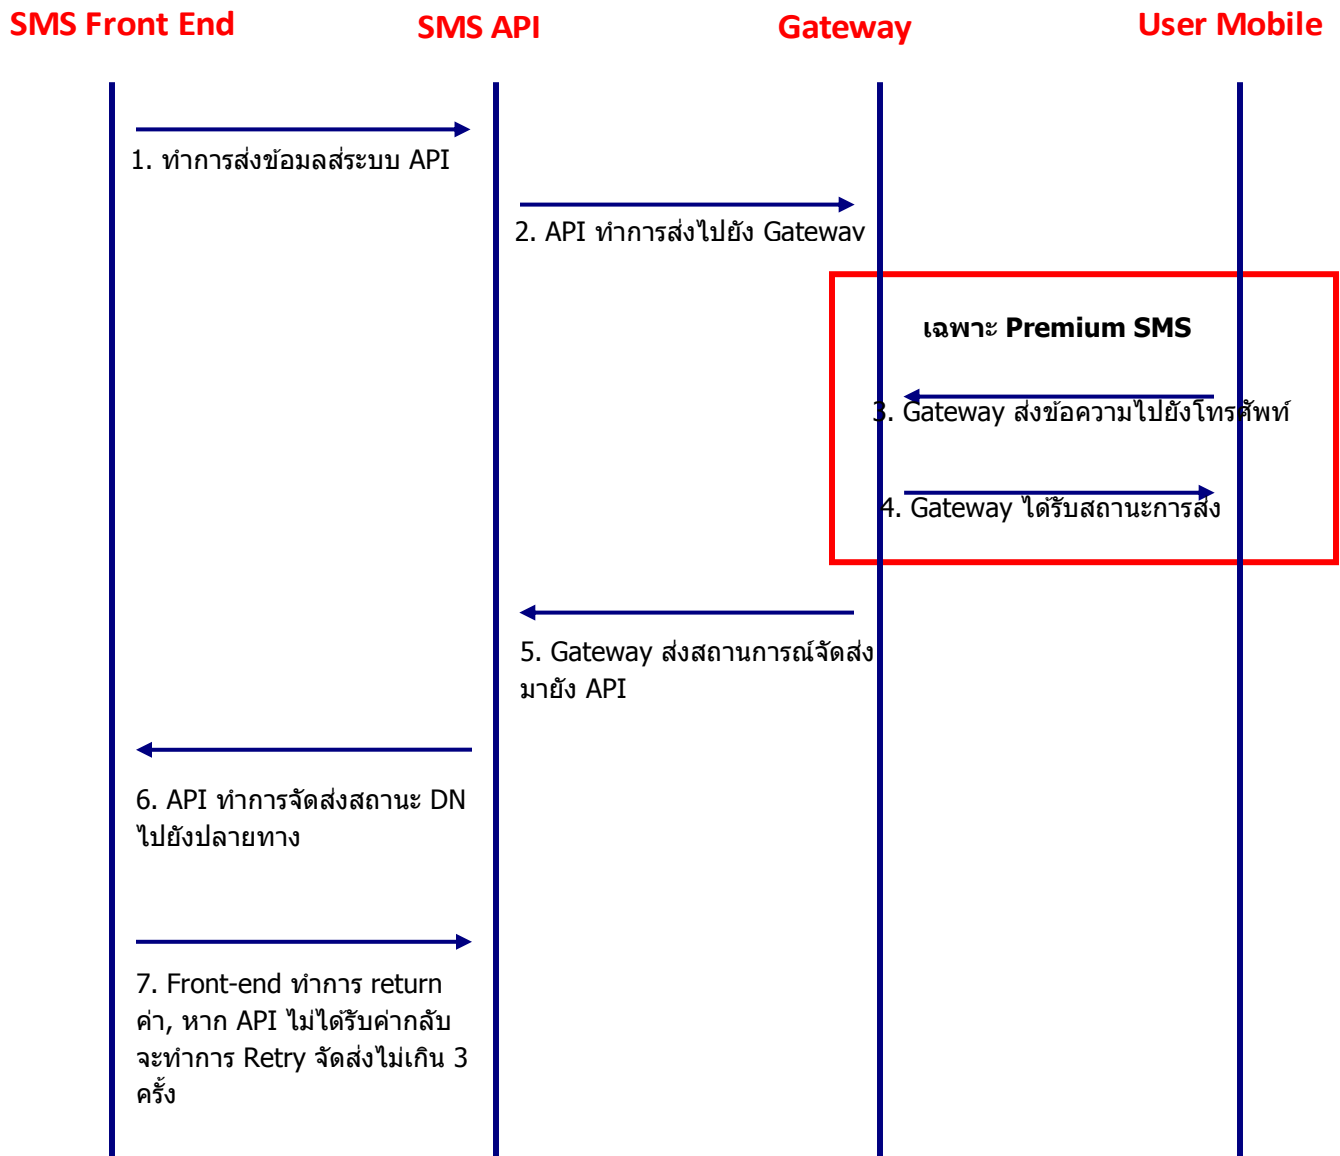 SMS Front End
SMS API
Gateway
User Mobile
1. ทำการส่งข้อมลส่ระบบ API
2. API ทำการส่งไปยัง Gateway
เฉพาะ Premium SMS
3. Gateway ส่งข้อความไปยังโทรศัพท์
4. Gateway ได้รับสถานะการส่ง
5. Gateway ส่งสถานการณ์จัดส่ง
มายัง API
6. API ทำการจัดส่งสถานะ DN
ไปยังปลายทาง
7. Front-end ทำการ return
ค่า, หาก API ไม่ได้รับค่ากลับ
จะทำการ Retry จัดส่งไม่เกิน 3
ครั้ง